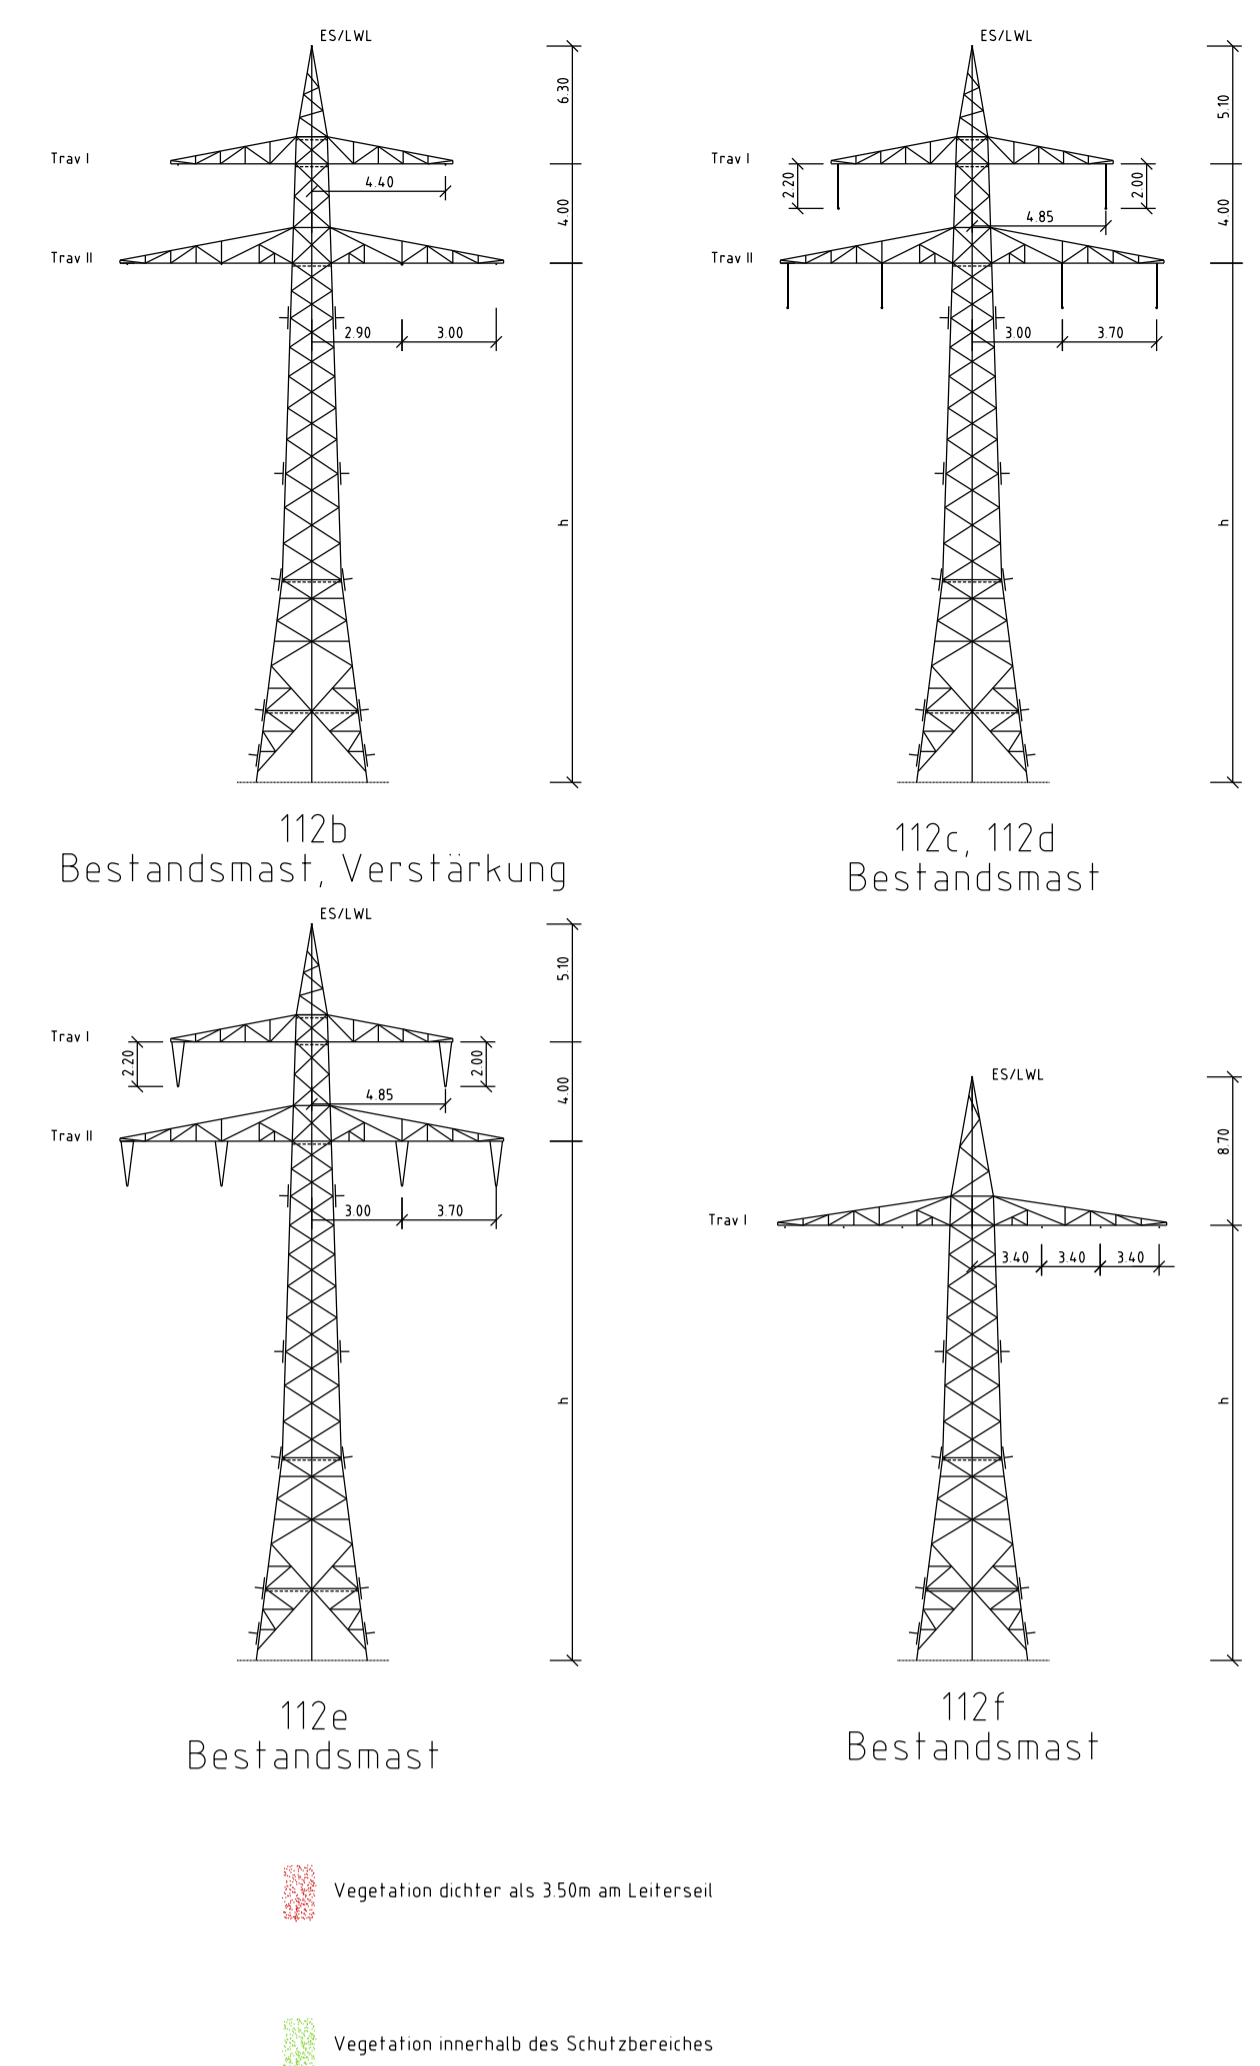 ES/LWL
6.30
Trav I
4.40
4.00
Trav II
2.90
3.00
h
112b
Bestandsmast, Verstärkung
ES/LWL
5.10
Trav I
2.20
2.00
4.85
4.00
Trav II
3.00
3.70
h
112c, 112d
Bestandsmast
ES/LWL
5.10
Trav I
2.20
2.00
4.85
4.00
Trav II
3.00
3.70
h
112e
Bestandsmast
ES/LWL
8.70
Trav I
3.40
3.40
3.40
h
112f
Bestandsmast
Vegetation dichter als 3.50m am Leiterseil
Vegetation innerhalb des Schutzbereiches